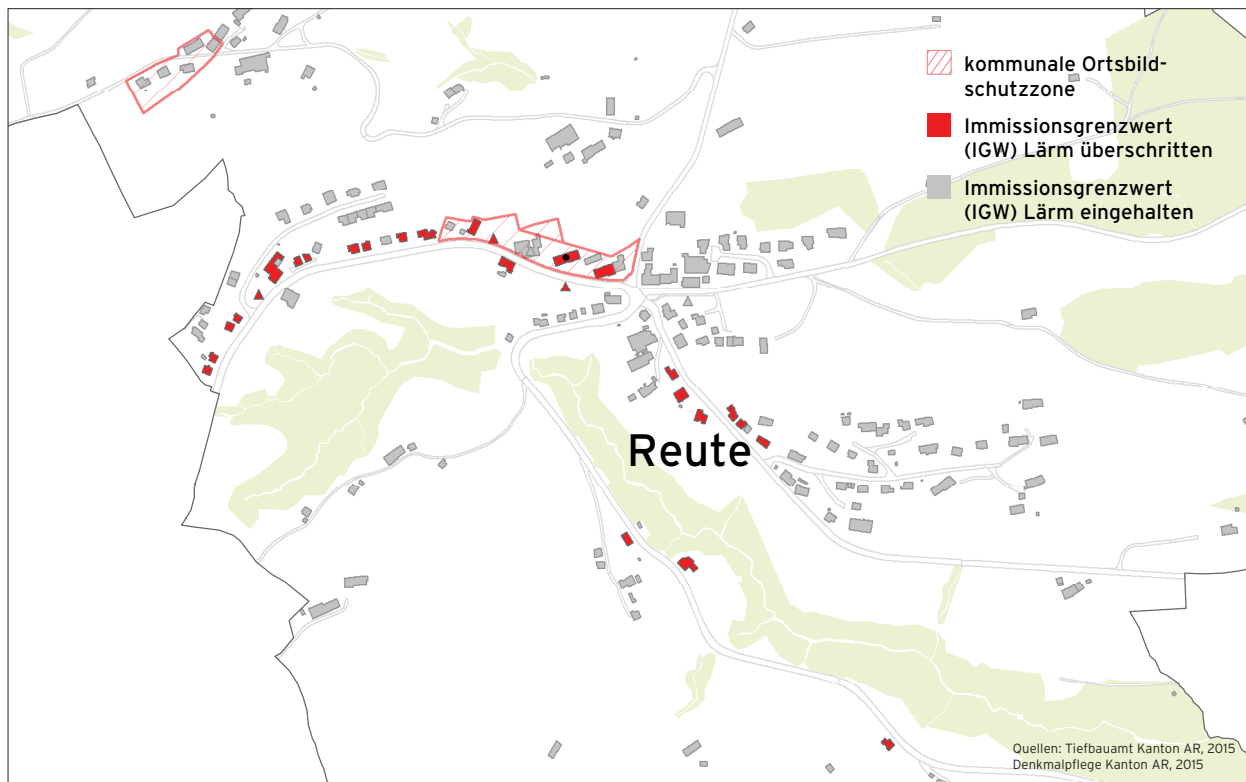 kommunale Ortsbild-
schutzzone
Immissionsgrenzwert
(IGW) Lärm überschritten
Immissionsgrenzwert
(IGW) Lärm eingehalten
Reute
Quellen: Tiefbauamt Kanton AR, 2015
Denkmalpflege Kanton AR, 2015